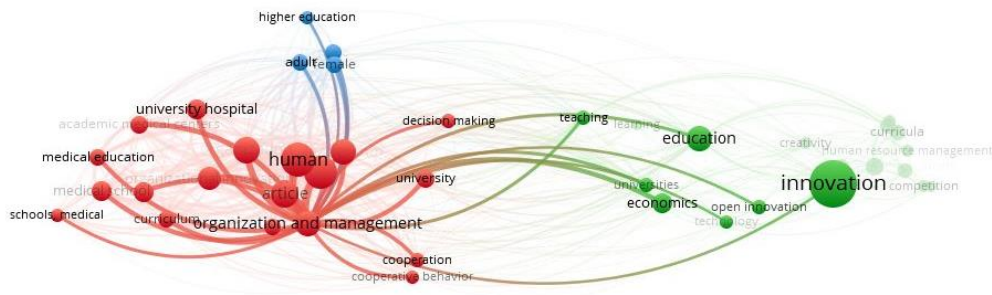 higher education
adult
female
university hospital
academic medical centers
decision making
teaching
learning
education
curricula
creativity
human resource management
medical education
human
medical school
article
university
universities
innovation
competition
schools, medical
curriculum
organization and management
economics
open innovation
technology
cooperation
cooperative behavior